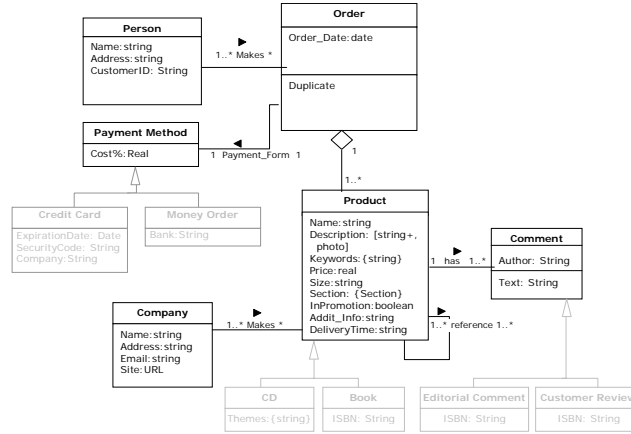 Person
Name:string
Address:string
CustomerID: String
1..* Makes *
Order
Order_Date:date
Duplicate
Payment Method
Cost%:Real
1 Payment_Form 1
1
1..*
Credit Card
ExpirationDate: Date
SecurityCode: String
Company:String
Money Order
Bank:String
Product
Name:string
Description: [string+,
photo]
Keywords:{string}
Price:real
Size:string
Section: {Section}
InPromotion:boolean
Addit_Info:string
DeliveryTime:string
1 has 1..*
Comment
Author: String
Text: String
Company
Name:string
Address:string
Email:string
Site:URL
1..* Makes *
1..* reference 1..*
CD
Themes:{string}
Book
ISBN: String
Editorial Comment
ISBN: String
Customer Review
ISBN: String